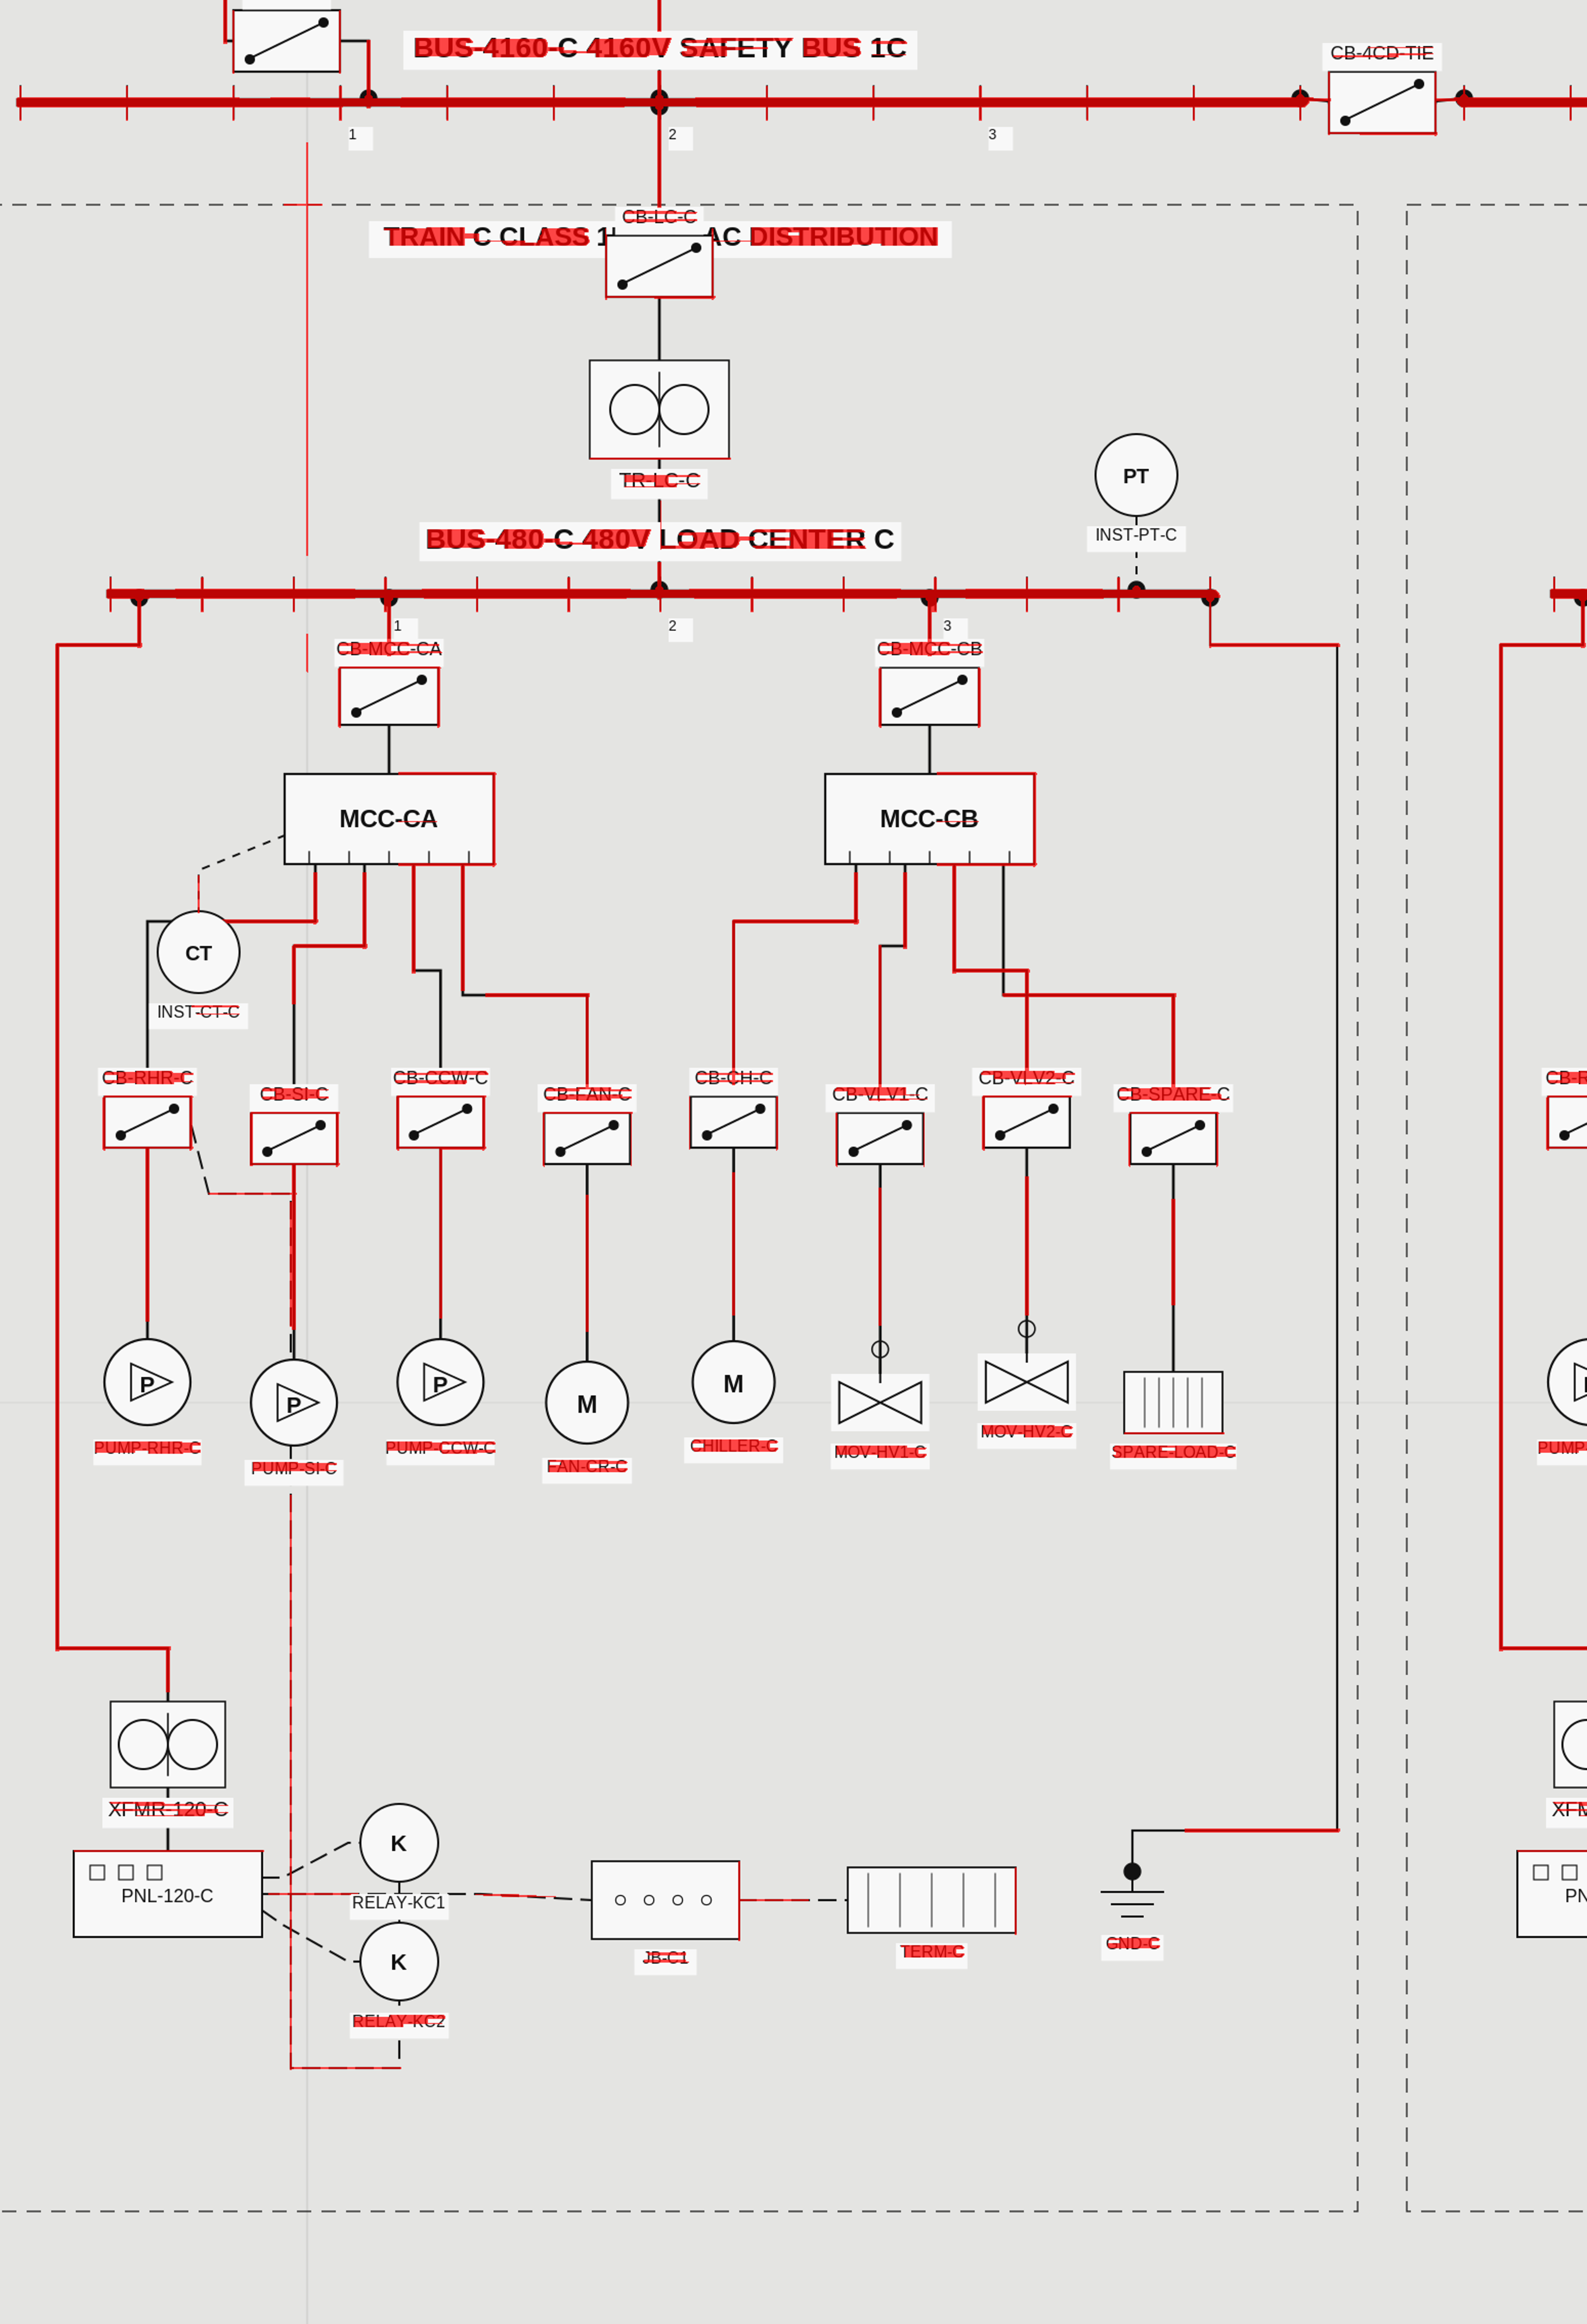 BUS-4160-C 4160V SAFETY BUS 1C
CB-4CD-TIE
1
2
3
CB-LC-C
TRAIN C CLASS 1 AC DISTRIBUTION
TR-LC-C
PT
INST-PT-C
BUS-480-C 480V LOAD CENTER C
1
2
3
CB-MCC-CA
CB-MCC-CB
MCC-CA
MCC-CB
CT
INST-CT-C
CB-RHR-C
CB-SI-C
CB-CCW-C
CB-FAN-C
CB-CH-C
CB-VLV1-C
CB-VLV2-C
CB-SPARE-C
CB-R
P
P
P
M
M
PUMP-RHR-C
PUMP-SI-C
PUMP-CCW-C
FAN-CR-C
CHILLER-C
MOV-HV1-C
MOV-HV2-C
SPARE-LOAD-C
PUMP
XFMR-120-C
XFM
K
PNL-120-C
RELAY-KC1
PN
K
JB-C1
TERM-C
GND-C
RELAY-KC2